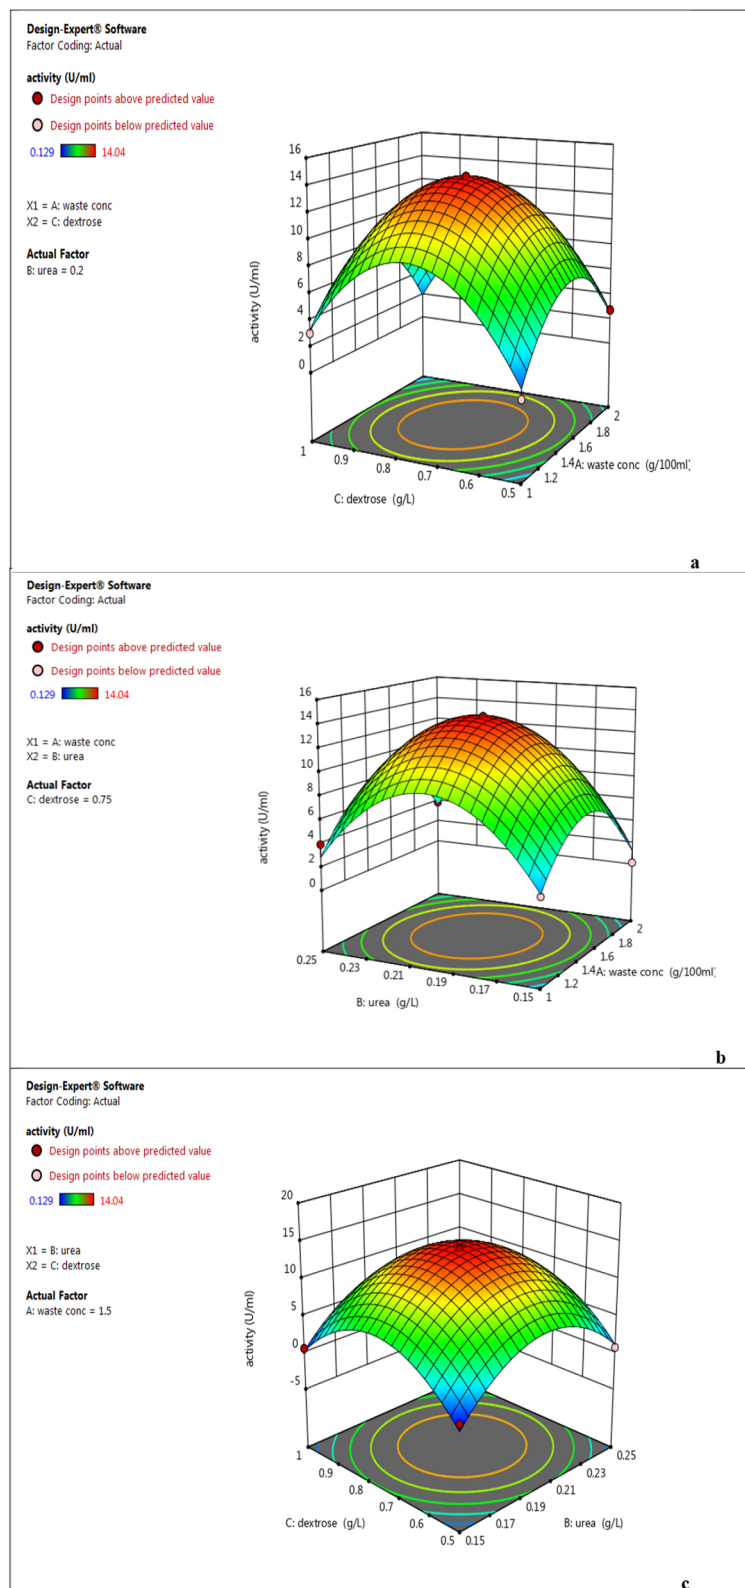 Design-Expert® Software
Factor Coding: Actual
activity (U/ml)
Design points above predicted value
Design points below predicted value
0.129 14.04
X1 = A: waste conc
X2 = C: dextrose
Actual Factor
B: urea = 0.2
16
14
12
10
8
6
4
2
0
activity (U/ml)
1
0.9
0.8
0.7
0.6
0.5
C: dextrose (g/L)
1
1.2
1.4
1.6
1.8
2
A: waste conc (g/100ml)
a
Design-Expert® Software
Factor Coding: Actual
activity (U/ml)
Design points above predicted value
Design points below predicted value
0.129 14.04
X1 = A: waste conc
X2 = B: urea
Actual Factor
C: dextrose = 0.75
16
14
12
10
8
6
4
2
0
activity (U/ml)
0.25
0.23
0.21
0.19
0.17
0.15
B: urea (g/L)
1
1.2
1.4
1.6
1.8
2
A: waste conc (g/100ml)
b
Design-Expert® Software
Factor Coding: Actual
activity (U/ml)
Design points above predicted value
Design points below predicted value
0.129 14.04
X1 = B: urea
X2 = C: dextrose
Actual Factor
A: waste conc = 1.5
20
15
10
5
0
-5
activity (U/ml)
1
0.9
0.8
0.7
0.6
0.5
C: dextrose (g/L)
0.15
0.17
0.19
0.21
0.23
0.25
B: urea (g/L)
c